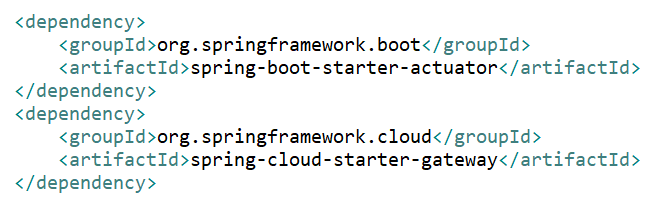 <dependency>
    <groupId>org.springframework.boot</groupId>
    <artifactId>spring-boot-starter-actuator</artifactId>
</dependency>
<dependency>
    <groupId>org.springframework.cloud</groupId>
    <artifactId>spring-cloud-starter-gateway</artifactId>
</dependency>